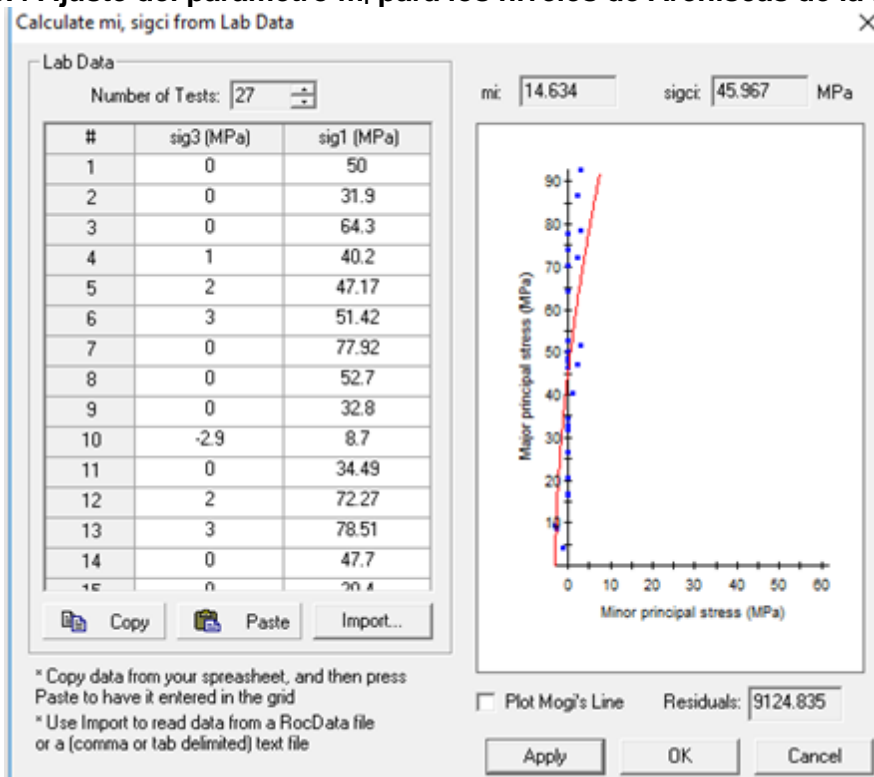 Calculate mi, sigci from Lab Data
Lab Data
Number of Tests: 27
# sig3 (MPa) sig1 (MPa)
1 0 50
2 0 31.9
3 0 64.3
4 1 40.2
5 2 47.17
6 3 51.42
7 0 77.92
8 0 52.7
9 0 32.8
10 -2.9 8.7
11 0 34.49
12 2 72.27
13 3 78.51
14 0 47.7
Copy Paste Import...
* Copy data from your spreasheet, and then press
Paste to have it entered in the grid
* Use Import to read data from a RocData file
or a (comma or tab delimited) text file
mi: 14.634 sigci: 45.967 MPa
Major principal stress (MPa)
90
80
70
60
50
40
30
20
10
0 10 20 30 40 50 60
Minor principal stress (MPa)
Plot Mogi's Line Residuals: 9124.835
Apply OK Cancel